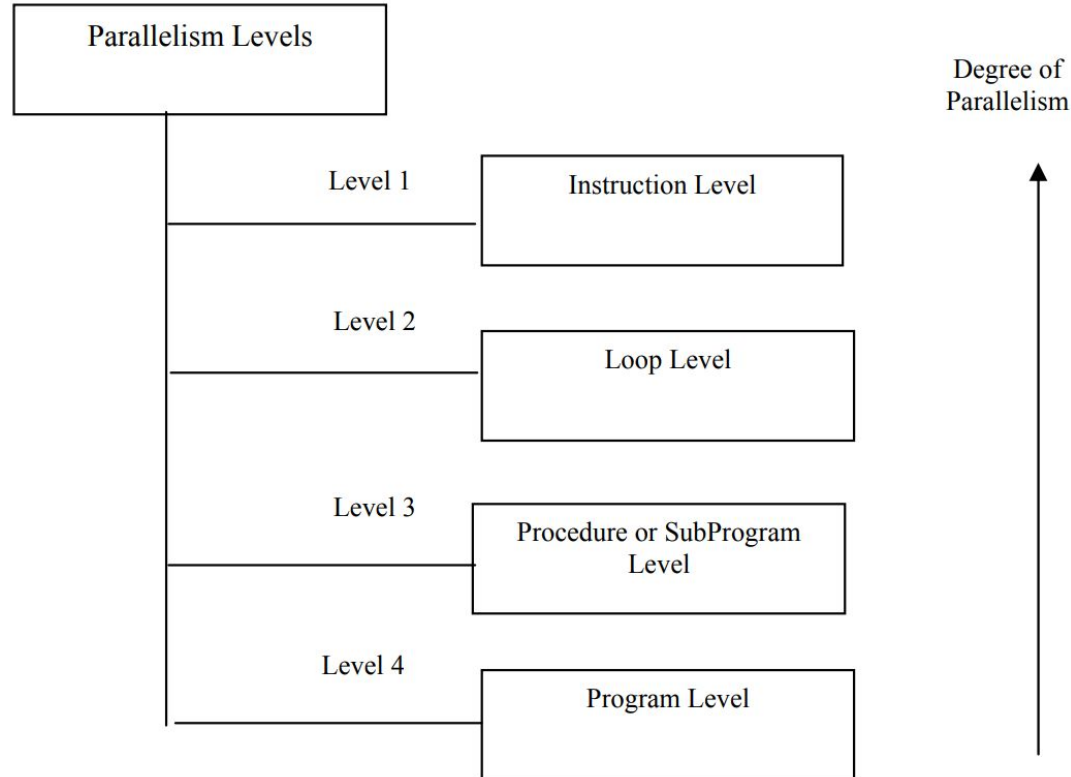 Parallelism Levels
Degree of
Parallelism
Level 1
Instruction Level
Level 2
Loop Level
Level 3
Procedure or SubProgram
Level
Level 4
Program Level